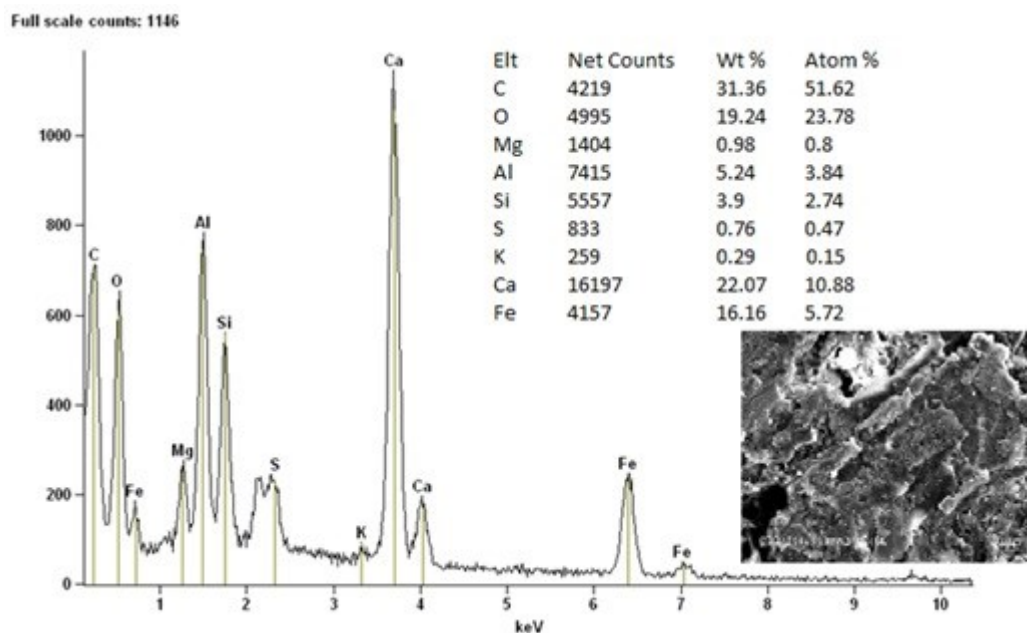 Full scale counts: 1146
Elt Net Counts Wt % Atom %
C 4219 31.36 51.62
O 4995 19.24 23.78
Mg 1404 0.98 0.8
Al 7415 5.24 3.84
Si 5557 3.9 2.74
S 833 0.76 0.47
K 259 0.29 0.15
Ca 16197 22.07 10.88
Fe 4157 16.16 5.72
Ca
1000
Al
800
C
O
600
Si
400
Mg
Fe
S
Fe
200
Ca
K
Fe
0
1 2 3 4 5 6 7 8 9 10
keV